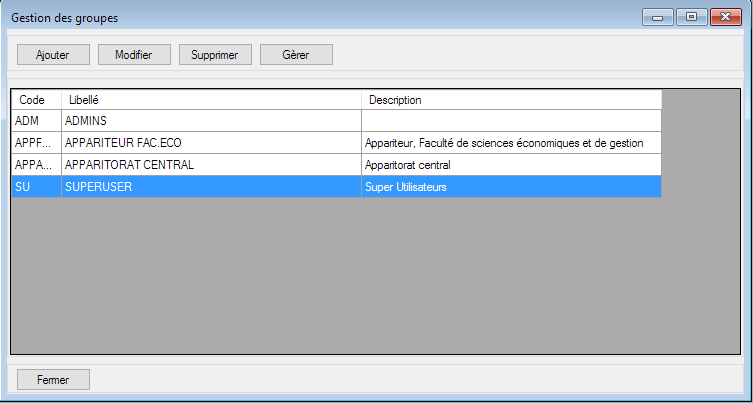 Gestion des groupes
Ajouter Modifier Supprimer Gèrer
Code Libellé Description
ADM ADMINS
APPF... APPARITEUR FAC.ECO Appariteur, Faculté de sciences économiques et de gestion
APPA... APPARITORAT CENTRAL Apparitorat central
SU SUPERUSER Super Utilisateurs
Fermer